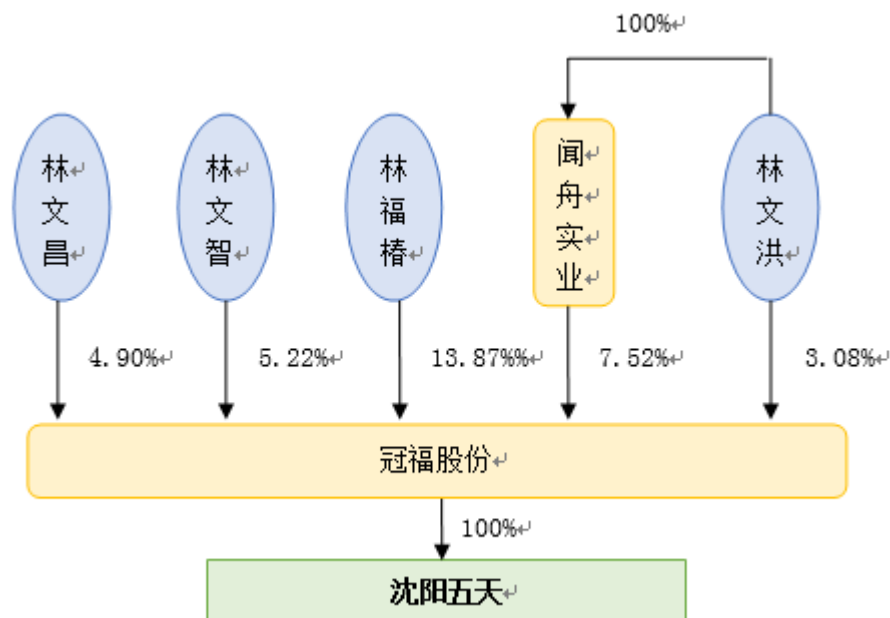 100%
林文昌
林文智
林福椿
闻舟实业
林文洪
4.90%
5.22%
13.87%%
7.52%
3.08%
冠福股份
100%
沈阳五天